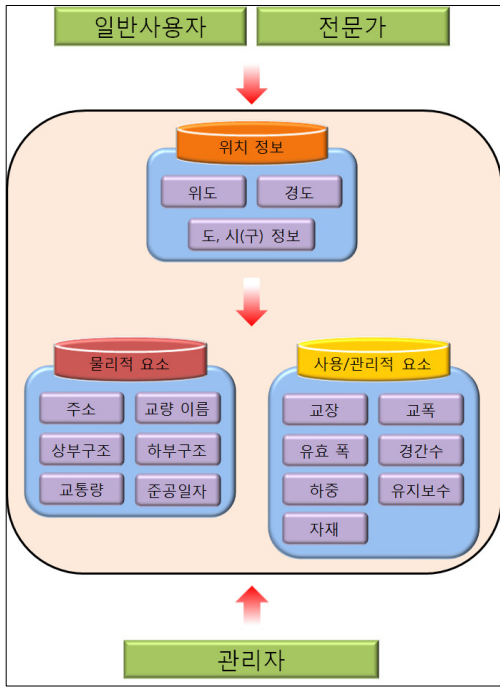 일반사용자
전문가
위치 정보
위도
경도
도, 시(구) 정보
물리적 요소
주소
교량 이름
상부구조
하부구조
교통량
준공일자
사용/관리적 요소
교장
교폭
유효 폭
경간수
하중
유지보수
자재
관리자